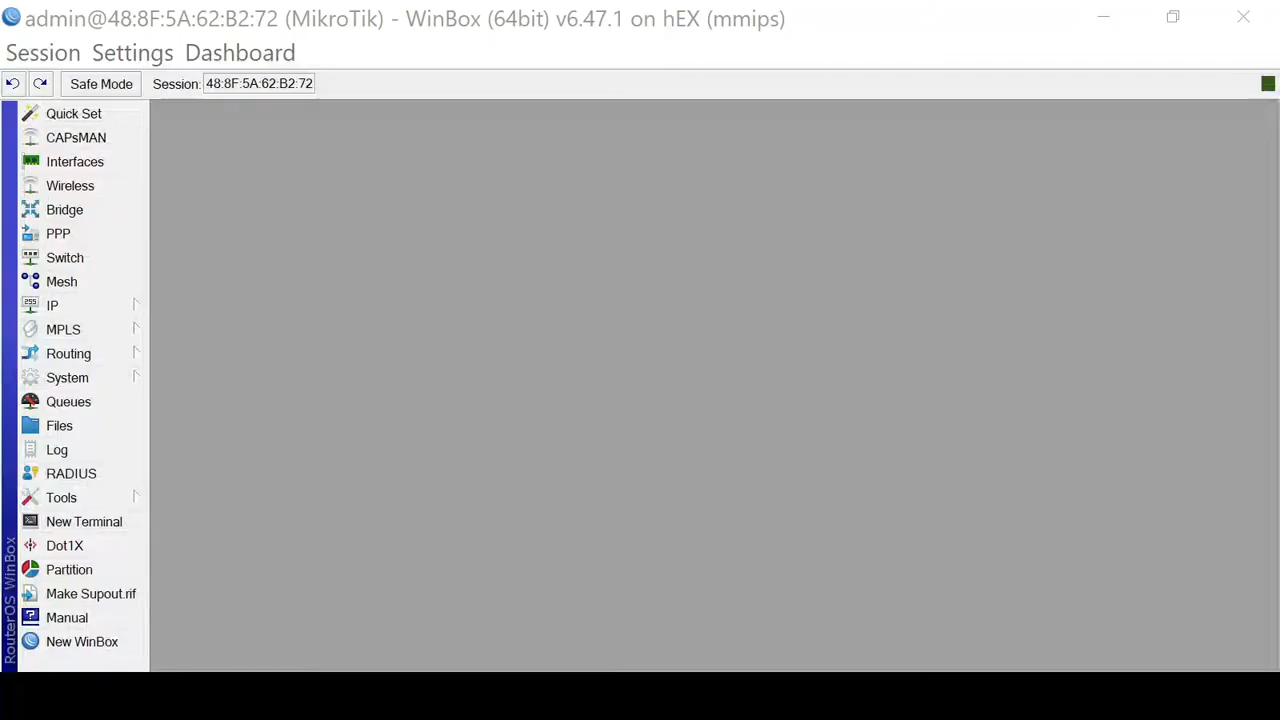 admin@48:8F:5A:62:B2:72 (MikroTik) - WinBox (64bit) v6.47.1 on hEX (mmips)
Session Settings Dashboard
Safe Mode Session: 48:8F:5A:62:B2:72
Quick Set
CAPsMAN
Interfaces
Wireless
Bridge
PPP
Switch
Mesh
255
IP
MPLS
Routing
System
Queues
Files
Log
RADIUS
Tools
New Terminal
Dot1X
Partition
Make Supout.rif
Manual
New WinBox
RouterOS WinBox